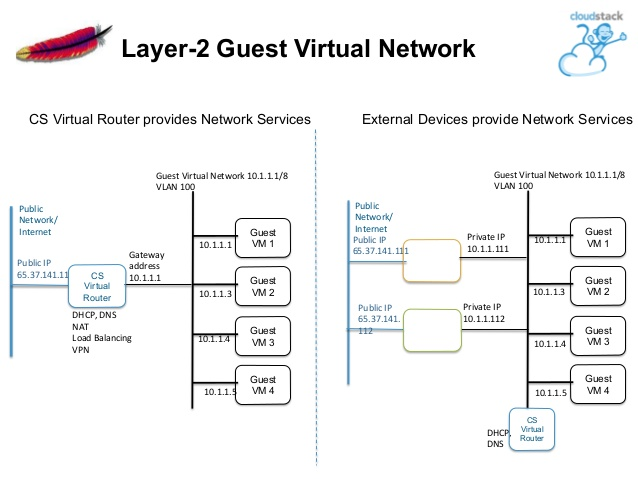 cloudstack
Layer-2 Guest Virtual Network
CS Virtual Router provides Network Services
Guest Virtual Network 10.1.1.1/8
VLAN 100
Public
Network/
Internet
Public IP
65.37.141.11
CS
Virtual
Router
DHCP, DNS
NAT
Load Balancing
VPN
Gateway
address
10.1.1.1
10.1.1.1
Guest
VM 1
10.1.1.3
Guest
VM 2
10.1.1.4
Guest
VM 3
10.1.1.5
Guest
VM 4
External Devices provide Network Services
Guest Virtual Network 10.1.1.1/8
VLAN 100
Public
Network/
Internet
Public IP
65.37.141.111
Private IP
10.1.1.111
Public IP
65.37.141.
112
Private IP
10.1.1.112
10.1.1.1
Guest
VM 1
10.1.1.3
Guest
VM 2
10.1.1.4
Guest
VM 3
10.1.1.5
Guest
VM 4
DHCP,
DNS
CS
Virtual
Router